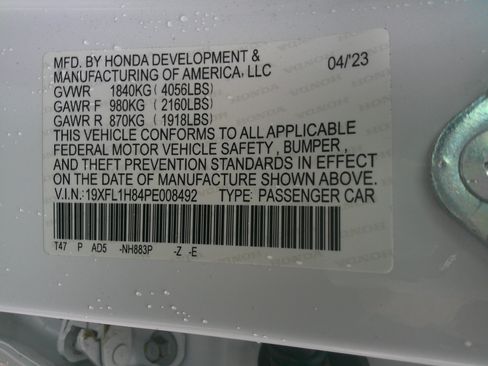 MFD. BY HONDA DEVELOPMENT &
MANUFACTURING OF AMERICA, LLC 04/'23
GVWR 1840KG (4056LBS)
GAWR F 980KG (2160LBS)
GAWR R 870KG (1918LBS)
THIS VEHICLE CONFORMS TO ALL APPLICABLE
FEDERAL MOTOR VEHICLE SAFETY, BUMPER,
AND THEFT PREVENTION STANDARDS IN EFFECT
ON THE DATE OF MANUFACTURE SHOWN ABOVE.
V.I.N.:19XFL1H84PE008492 TYPE: PASSENGER CAR
T47 P AD5 -NH883P -Z -E